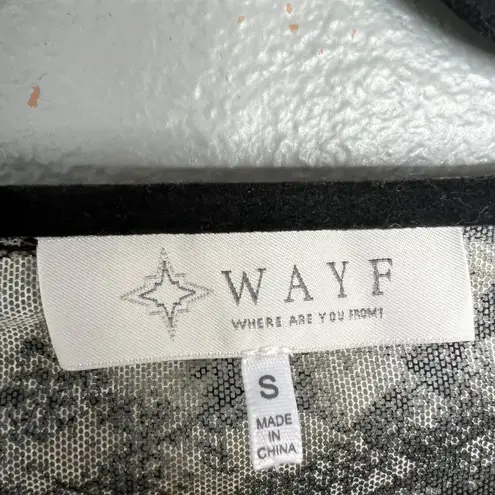 WAYF
WHERE ARE YOU FROM?
S
MADE
IN
CHINA